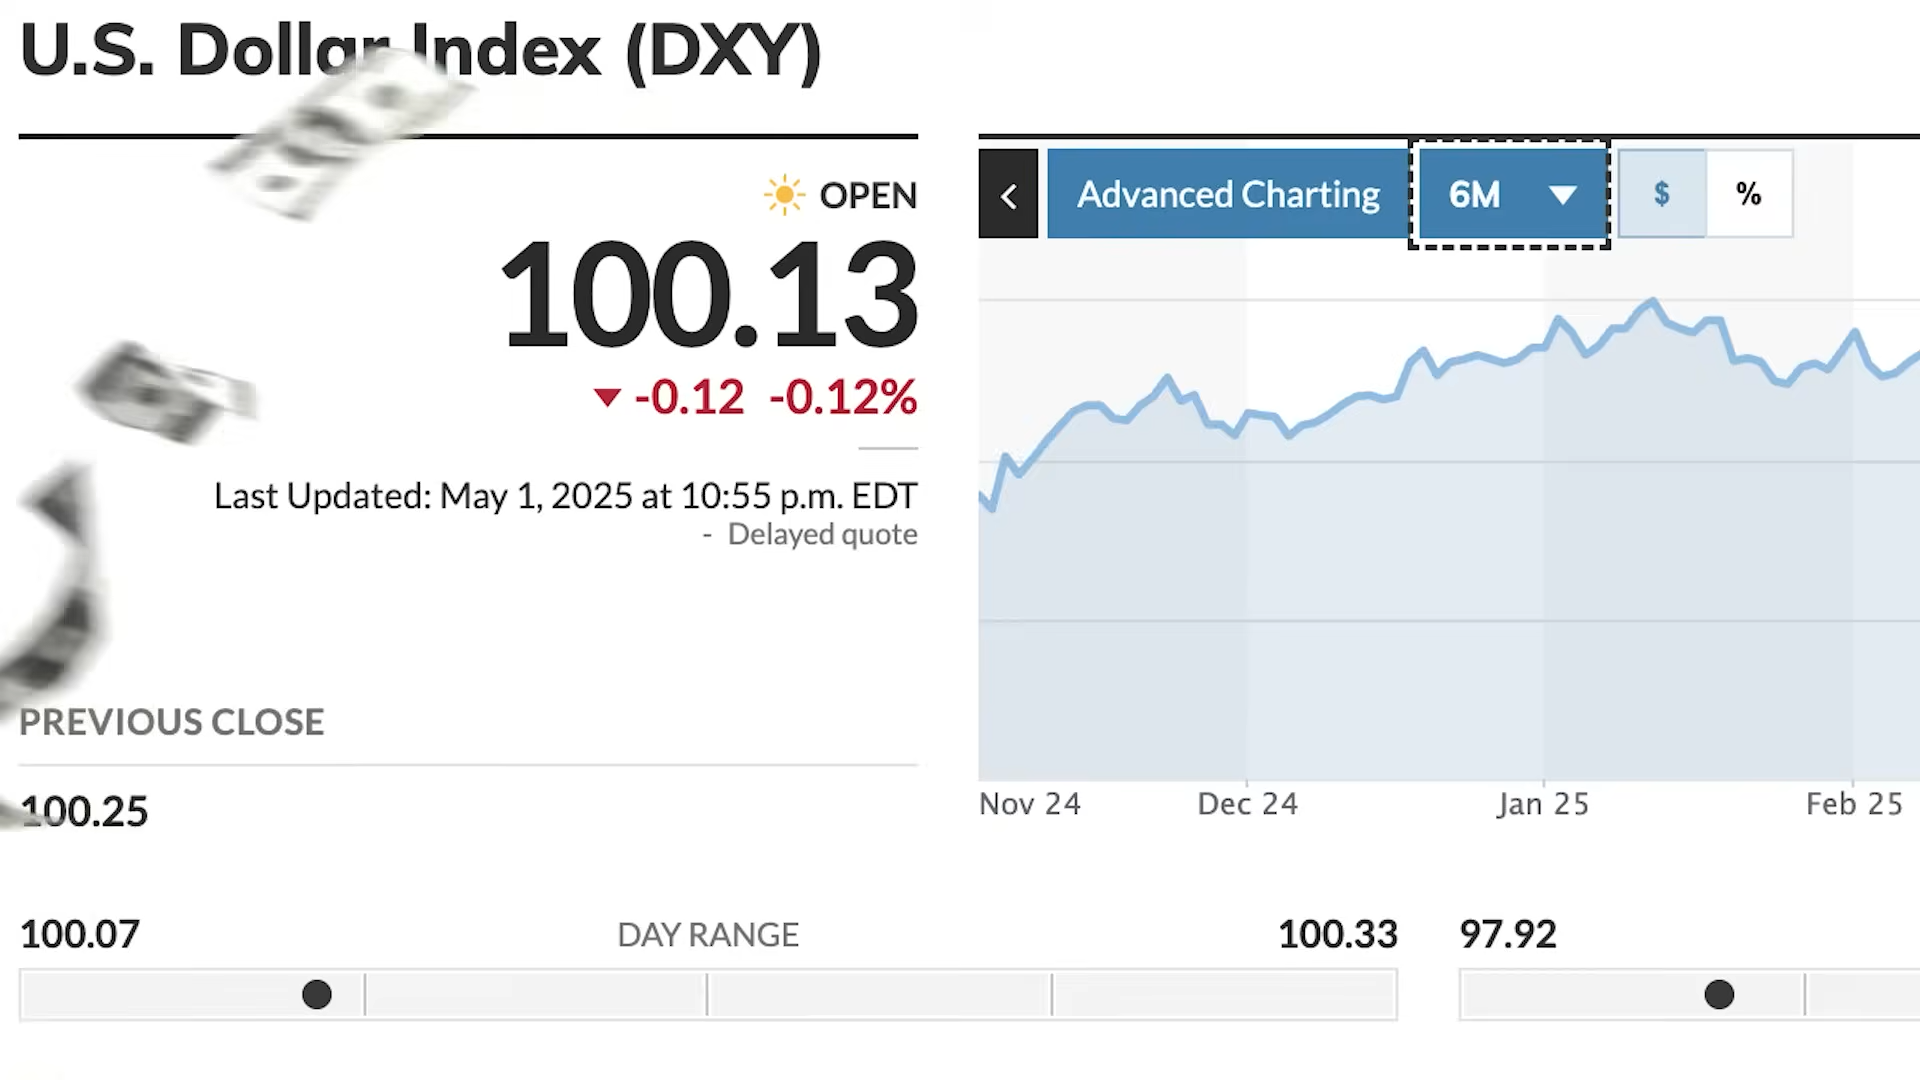 U.S. Dollar Index (DXY)
OPEN
100.13
-0.12 -0.12%
Last Updated: May 1, 2025 at 10:55 p.m. EDT
- Delayed quote
PREVIOUS CLOSE
100.25
Advanced Charting 6M $ %
Nov 24 Dec 24 Jan 25 Feb 25
100.07 DAY RANGE 100.33
97.92